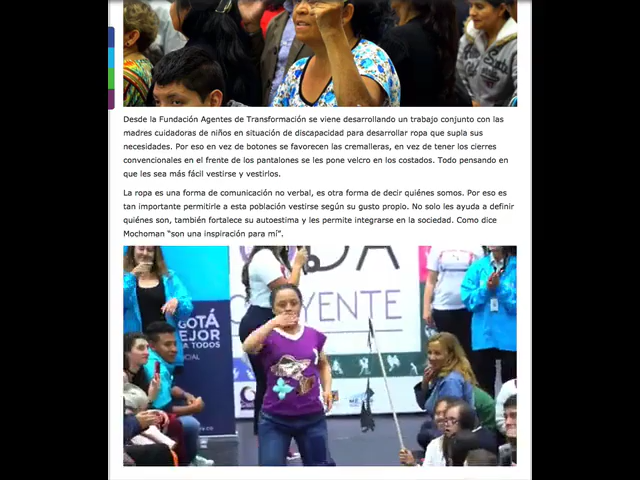 Desde la Fundación Agentes de Transformación se viene desarrollando un trabajo conjunto con las
madres cuidadoras de niños en situación de discapacidad para desarrollar ropa que supla sus
necesidades. Por eso en vez de botones se favorecen las cremalleras, en vez de tener los cierres
convencionales en el frente de los pantalones se les pone velcro en los costados. Todo pensando en
que les sea más fácil vestirse y vestirlos.
La ropa es una forma de comunicación no verbal, es otra forma de decir quiénes somos. Por eso es
tan importante permitirle a esta población vestirse según su gusto propio. No solo les ayuda a definir
quiénes son, también fortalece su autoestima y les permite integrarse en la sociedad. Como dice
Mochoman “son una inspiración para mí”.
UYENTE
GOTÁ
EJOR
A TODOS